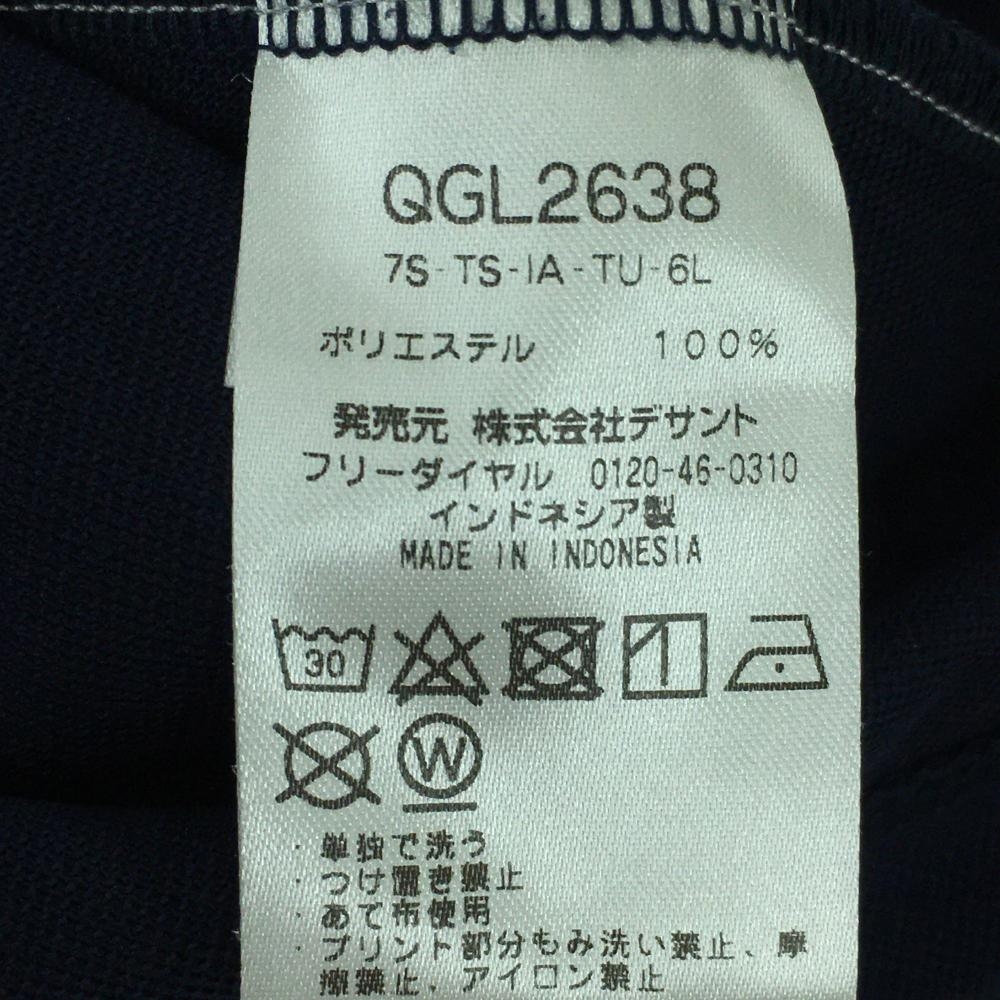 QGL2638
7S-TS-IA-TU-6L
ポリエステル 100%
発売元 株式会社デサント
フリーダイヤル 0120-46-0310
インドネシア製
MADE IN INDONESIA
30
W
・単独で洗う
・つけ置き禁止
・あて布使用
・プリント部分もみ洗い禁止、摩
擦禁止、アイロン禁止